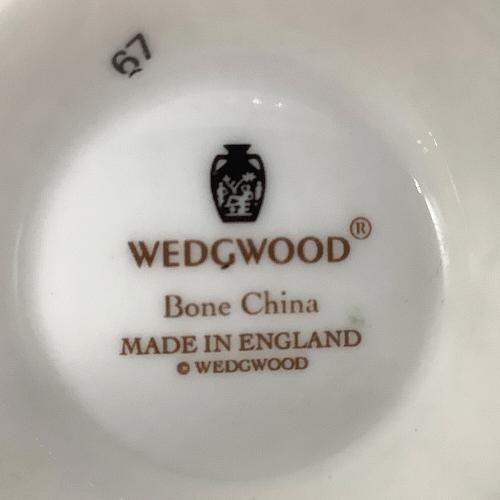 67
WEDGWOOD®
Bone China
MADE IN ENGLAND
© WEDGWOOD